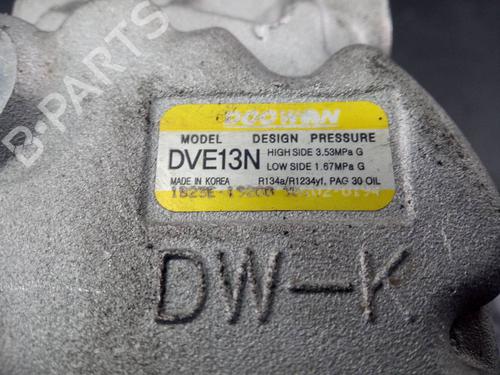 DOOWON
MODEL DESIGN PRESSURE
DVE13N HIGH SIDE 3.53MPa G
LOW SIDE 1.67MPa G
MADE IN KOREA R134a/R1234yf, PAG 30 OIL
DW-K
B-PARTS